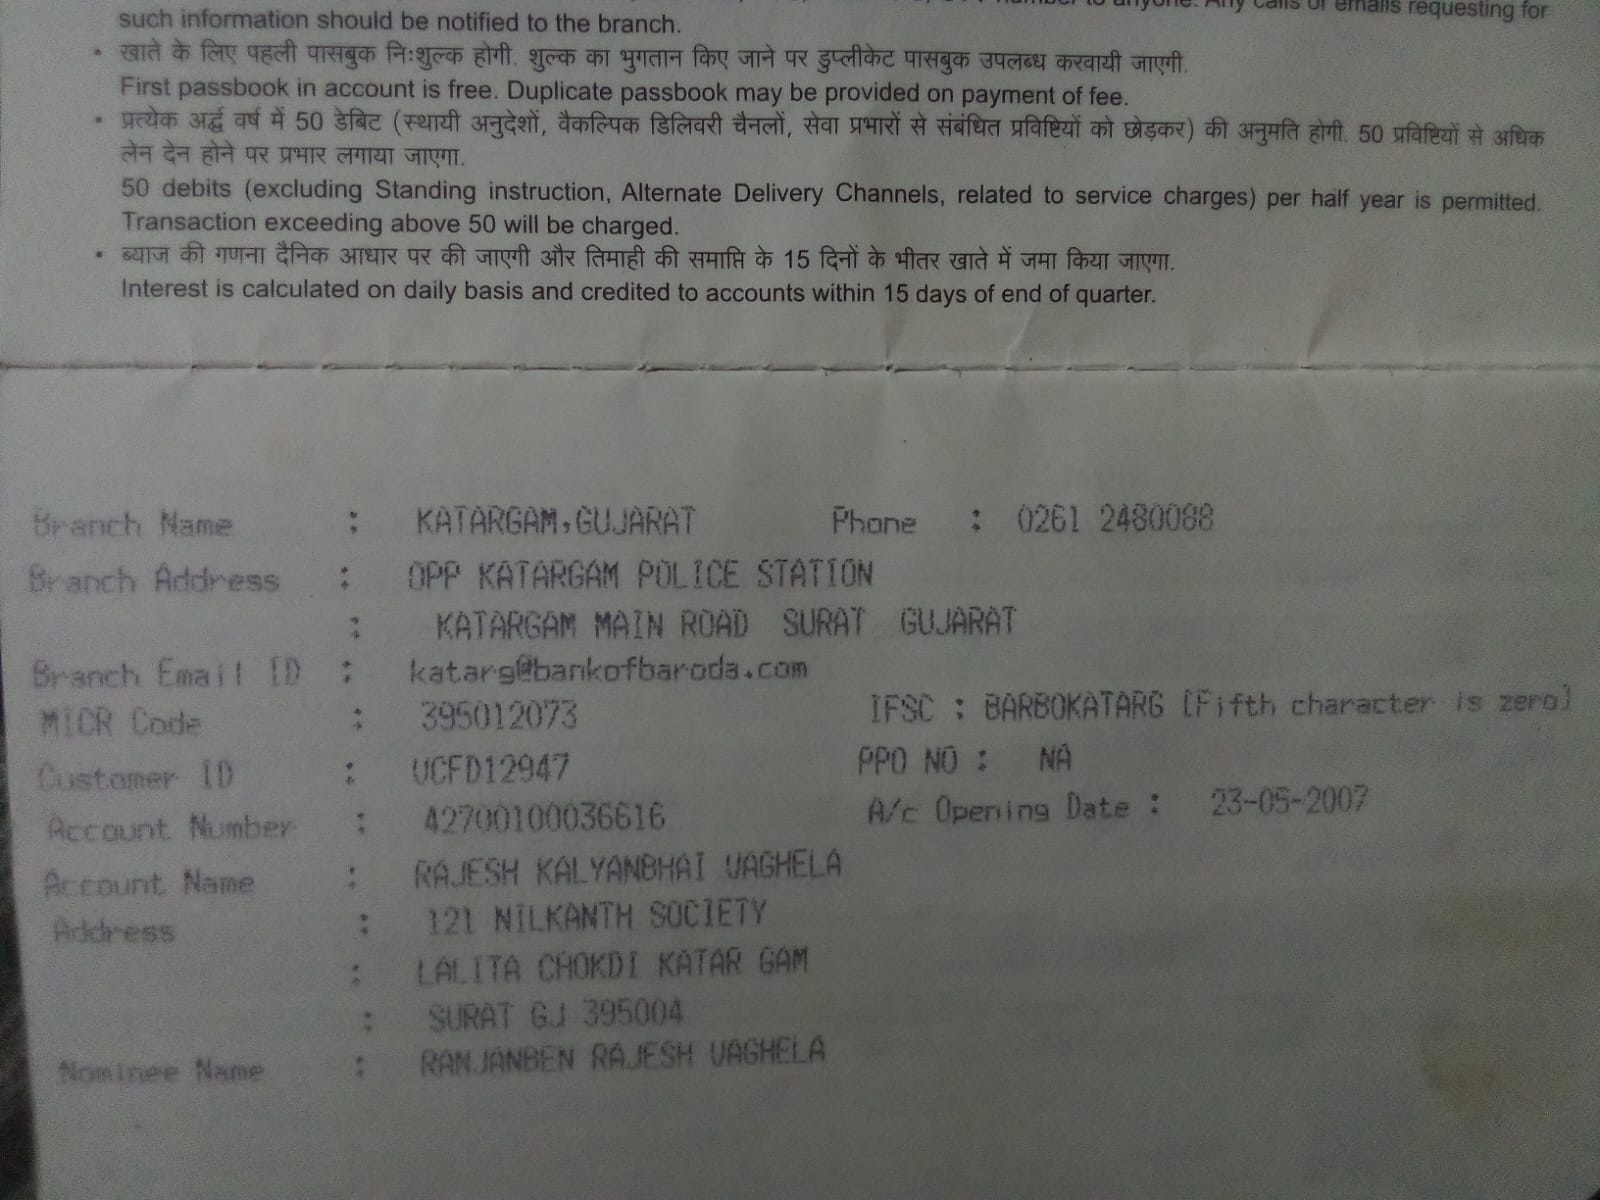 number to anyone. Any calls or emails requesting for
such information should be notified to the branch.
• खाते के लिए पहली पासबुक निःशुल्क होगी. शुल्क का भुगतान किए जाने पर डुप्लीकेट पासबुक उपलब्ध करवायी जाएगी.
First passbook in account is free. Duplicate passbook may be provided on payment of fee.
• प्रत्येक अर्द्ध वर्ष में 50 डेबिट (स्थायी अनुदेशों, वैकल्पिक डिलिवरी चैनलों, सेवा प्रभारों से संबंधित प्रविष्टियों को छोड़कर) की अनुमति होगी. 50 प्रविष्टियों से अधिक
लेन देन होने पर प्रभार लगाया जाएगा.
50 debits (excluding Standing instruction, Alternate Delivery Channels, related to service charges) per half year is permitted.
Transaction exceeding above 50 will be charged.
• ब्याज की गणना दैनिक आधार पर की जाएगी और तिमाही की समाप्ति के 15 दिनों के भीतर खाते में जमा किया जाएगा.
Interest is calculated on daily basis and credited to accounts within 15 days of end of quarter.
Branch Name : KATARGAM,GUJARAT Phone : 0261 2480088
Branch Address : OPP KATARGAM POLICE STATION
: KATARGAM MAIN ROAD SURAT GUJARAT
Branch Email ID : katarg@bankofbaroda.com
MICR Code : 395012073 IFSC : BARB0KATARG [Fifth character is zero]
Customer ID : UCFD12947 PPO NO : NA
Account Number : 42700100036616 A/c Opening Date : 23-05-2007
Account Name : RAJESH KALYANBHAI VAGHELA
Address : 121 NILKANTH SOCIETY
: LALITA CHOKDI KATAR GAM
: SURAT GJ 395004
Nominee Name : RANJANBEN RAJESH VAGHELA